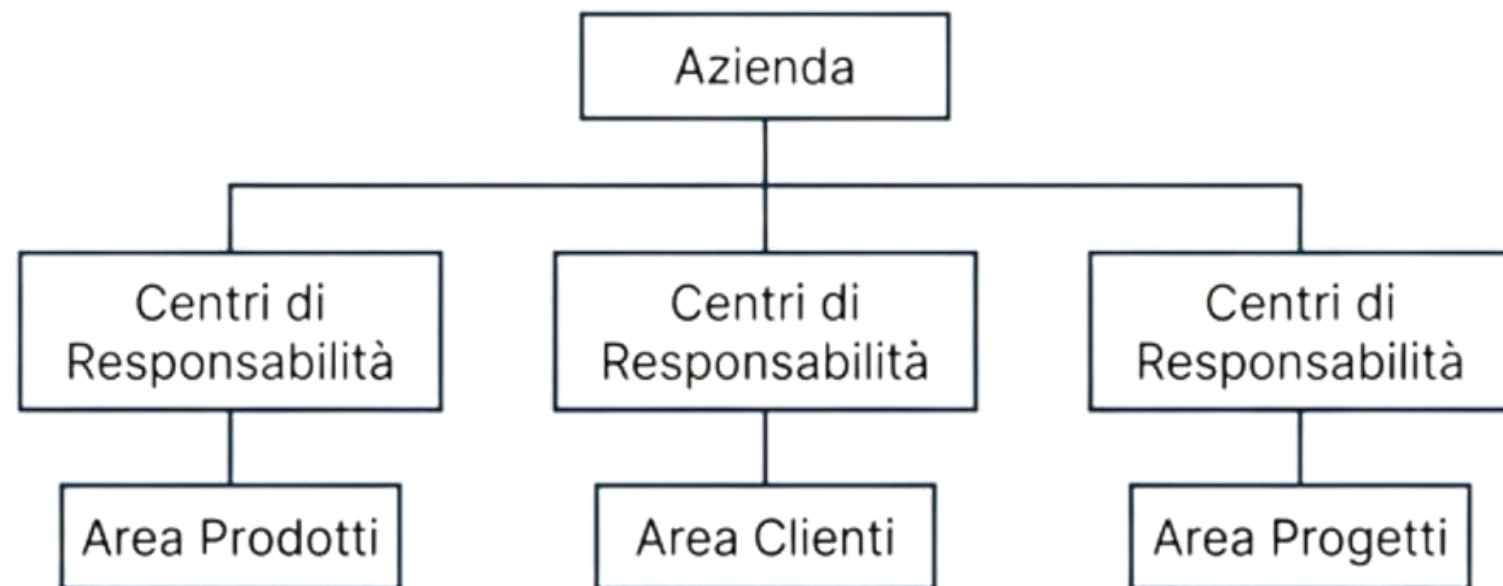 Azienda
Centri di
Responsabilità
Centri di
Responsabilità
Centri di
Responsabilità
Area Prodotti
Area Clienti
Area Progetti